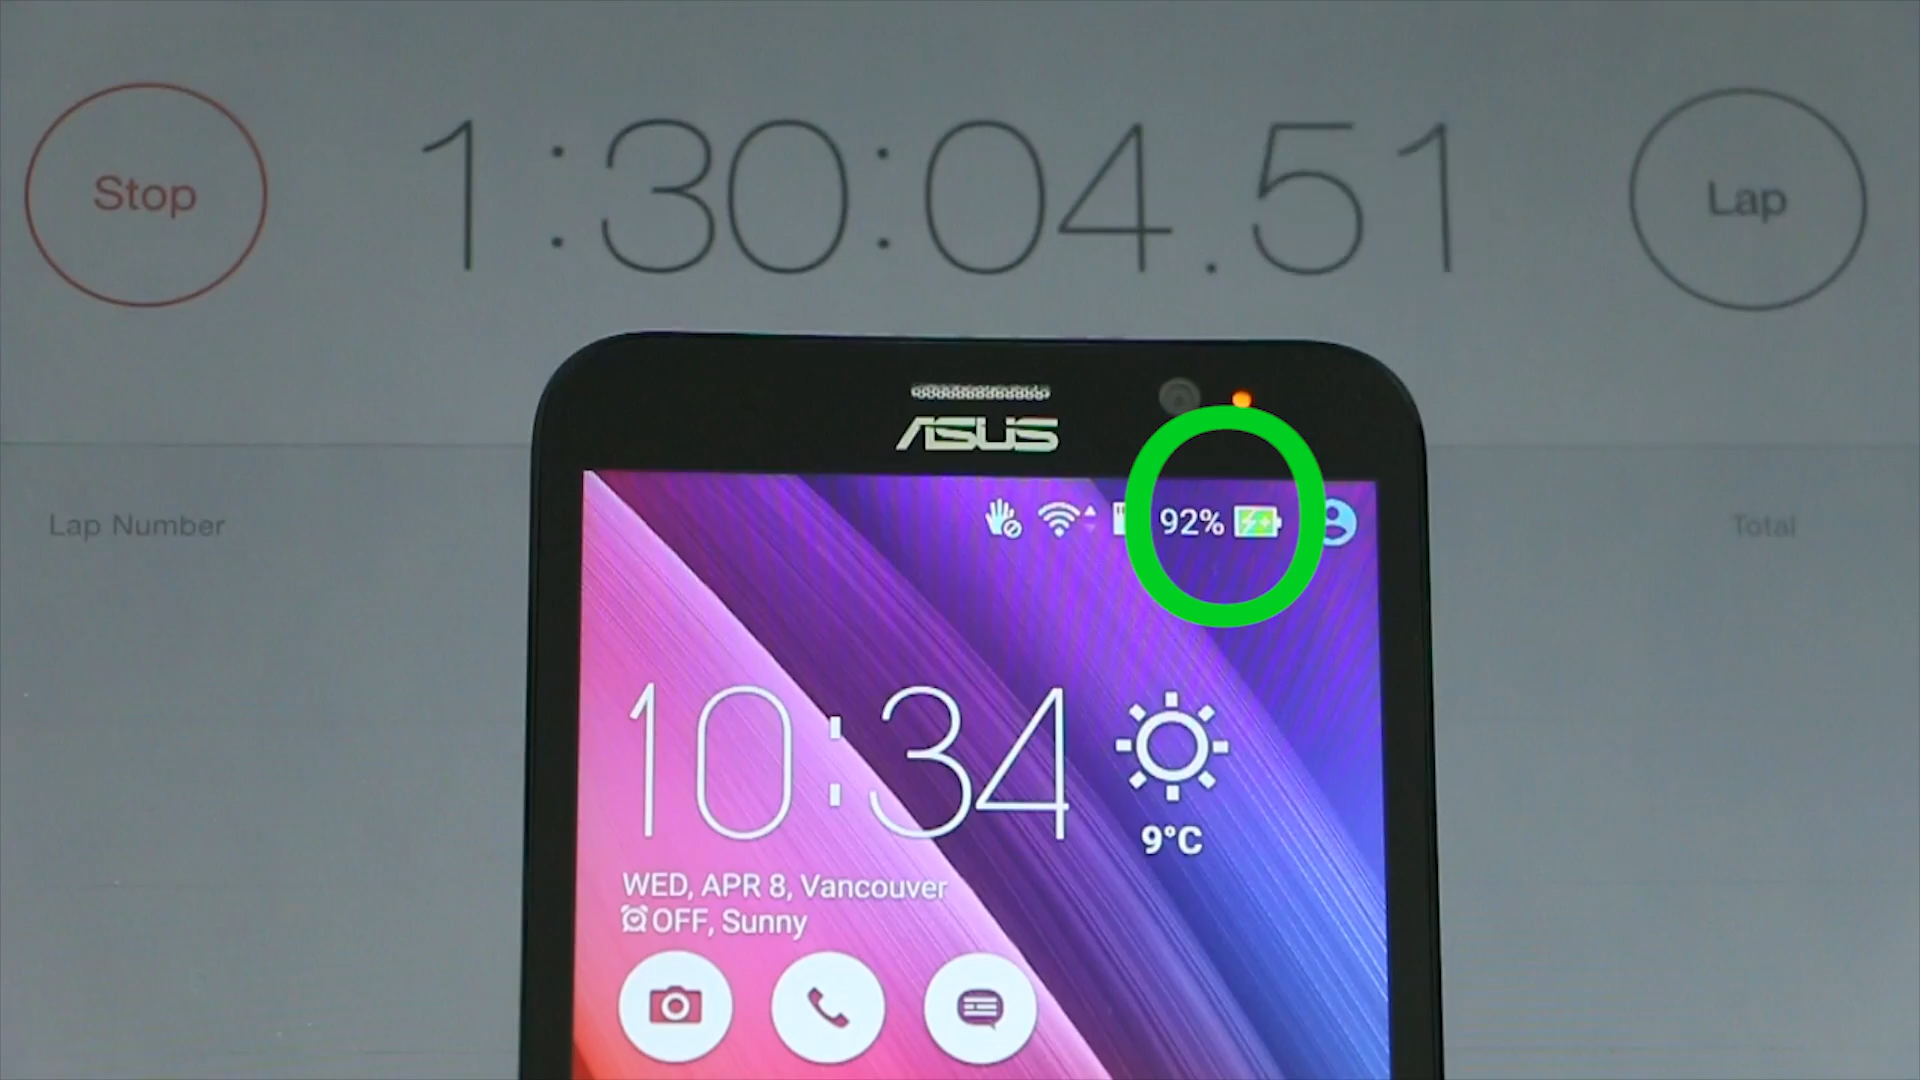 Stop
1:30:04.51
Lap
ASUS
92%
Lap Number
Total
10:34
9°C
WED, APR 8, Vancouver
OFF, Sunny